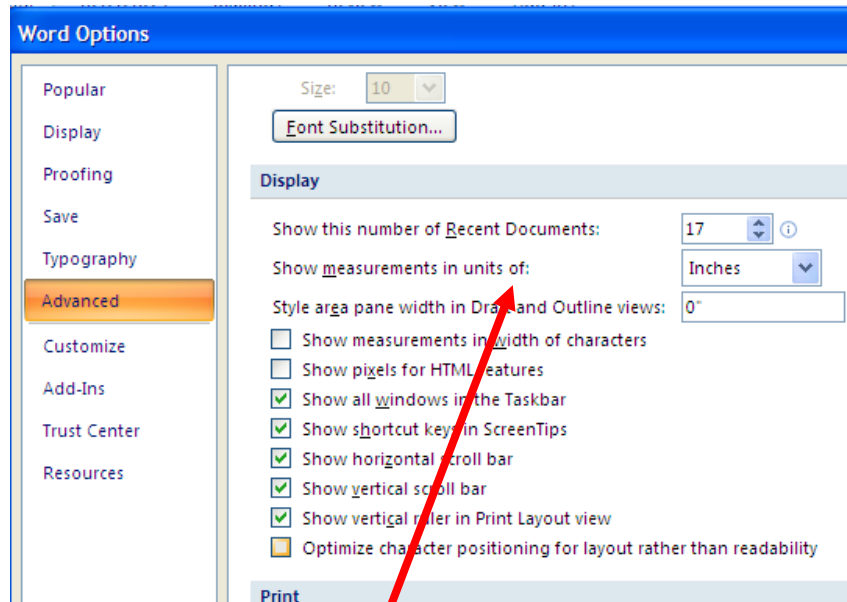 Word Options
Popular
Display
Proofing
Save
Typography
Advanced
Customize
Add-Ins
Trust Center
Resources
Size: 10
Font Substitution...
Display
Show this number of Recent Documents: 17
Show measurements in units of: Inches
Style area pane width in Draft and Outline views: 0"
Show measurements in width of characters
Show pixels for HTML features
Show all windows in the Taskbar
Show shortcut keys in ScreenTips
Show horizontal scroll bar
Show vertical scroll bar
Show vertical ruler in Print Layout view
Optimize character positioning for layout rather than readability
Print